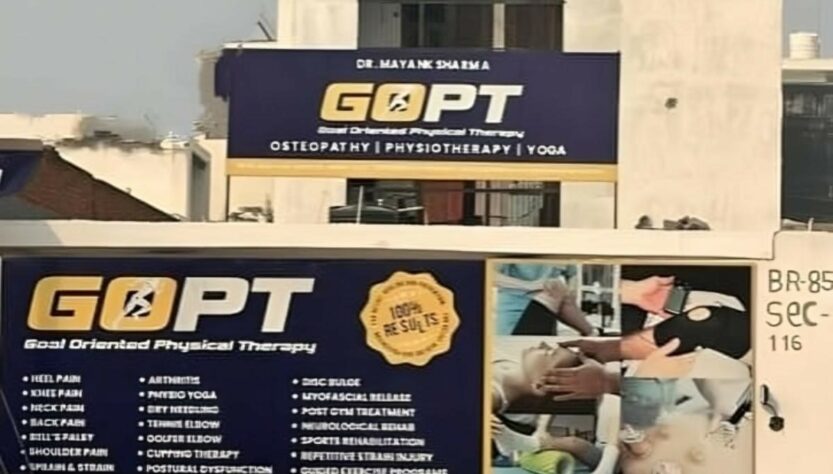 DR. MAYANK SHARMA
GOPT
Goal Oriented Physical Therapy
OSTEOPATHY | PHYSIOTHERAPY | YOGA
GOPT
Goal Oriented Physical Therapy
100%
RESULTS
• HEEL PAIN
• KNEE PAIN
• NECK PAIN
• BACK PAIN
• BELL'S PALSY
• SHOULDER PAIN
• SPRAIN & STRAIN
• ARTHRITIS
• PHYSIO YOGA
• DRY NEEDLING
• TENNIS ELBOW
• GOLFER ELBOW
• CUPPING THERAPY
• POSTURAL DYSFUNCTION
• DISC BULGE
• MYOFASCIAL RELEASE
• POST GYM TREATMENT
• NEUROLOGICAL REHAB
• SPORTS REHABILITATION
• REPETITIVE STRAIN INJURY
• GUIDED EXERCISE PROGRAMS
BR-85
SEC-
116